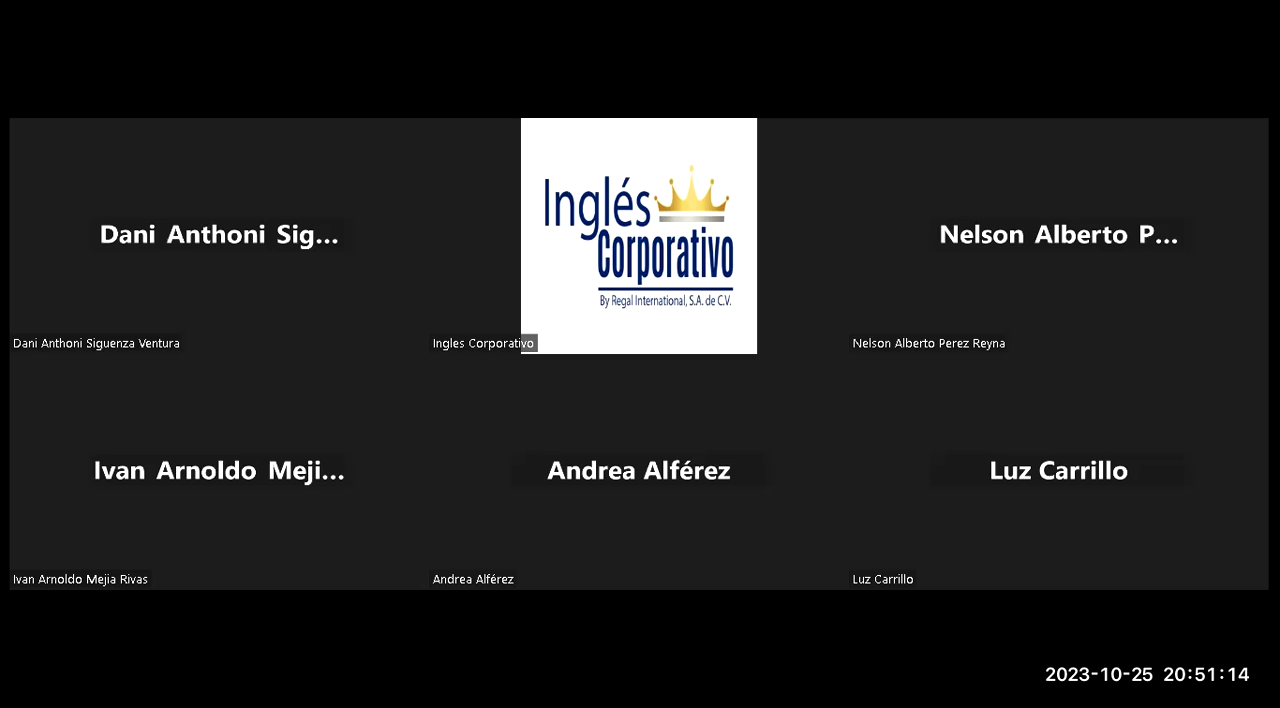 Dani Anthoni Sig...
Inglés
Corporativo
By Regal International, S.A. de C.V.
Nelson Alberto P...
Dani Anthoni Siguenza Ventura
Ingles Corporativo
Nelson Alberto Perez Reyna
Ivan Arnoldo Meji...
Andrea Alférez
Luz Carrillo
Ivan Arnoldo Mejia Rivas
Andrea Alférez
Luz Carrillo
2023-10-25 20:51:14